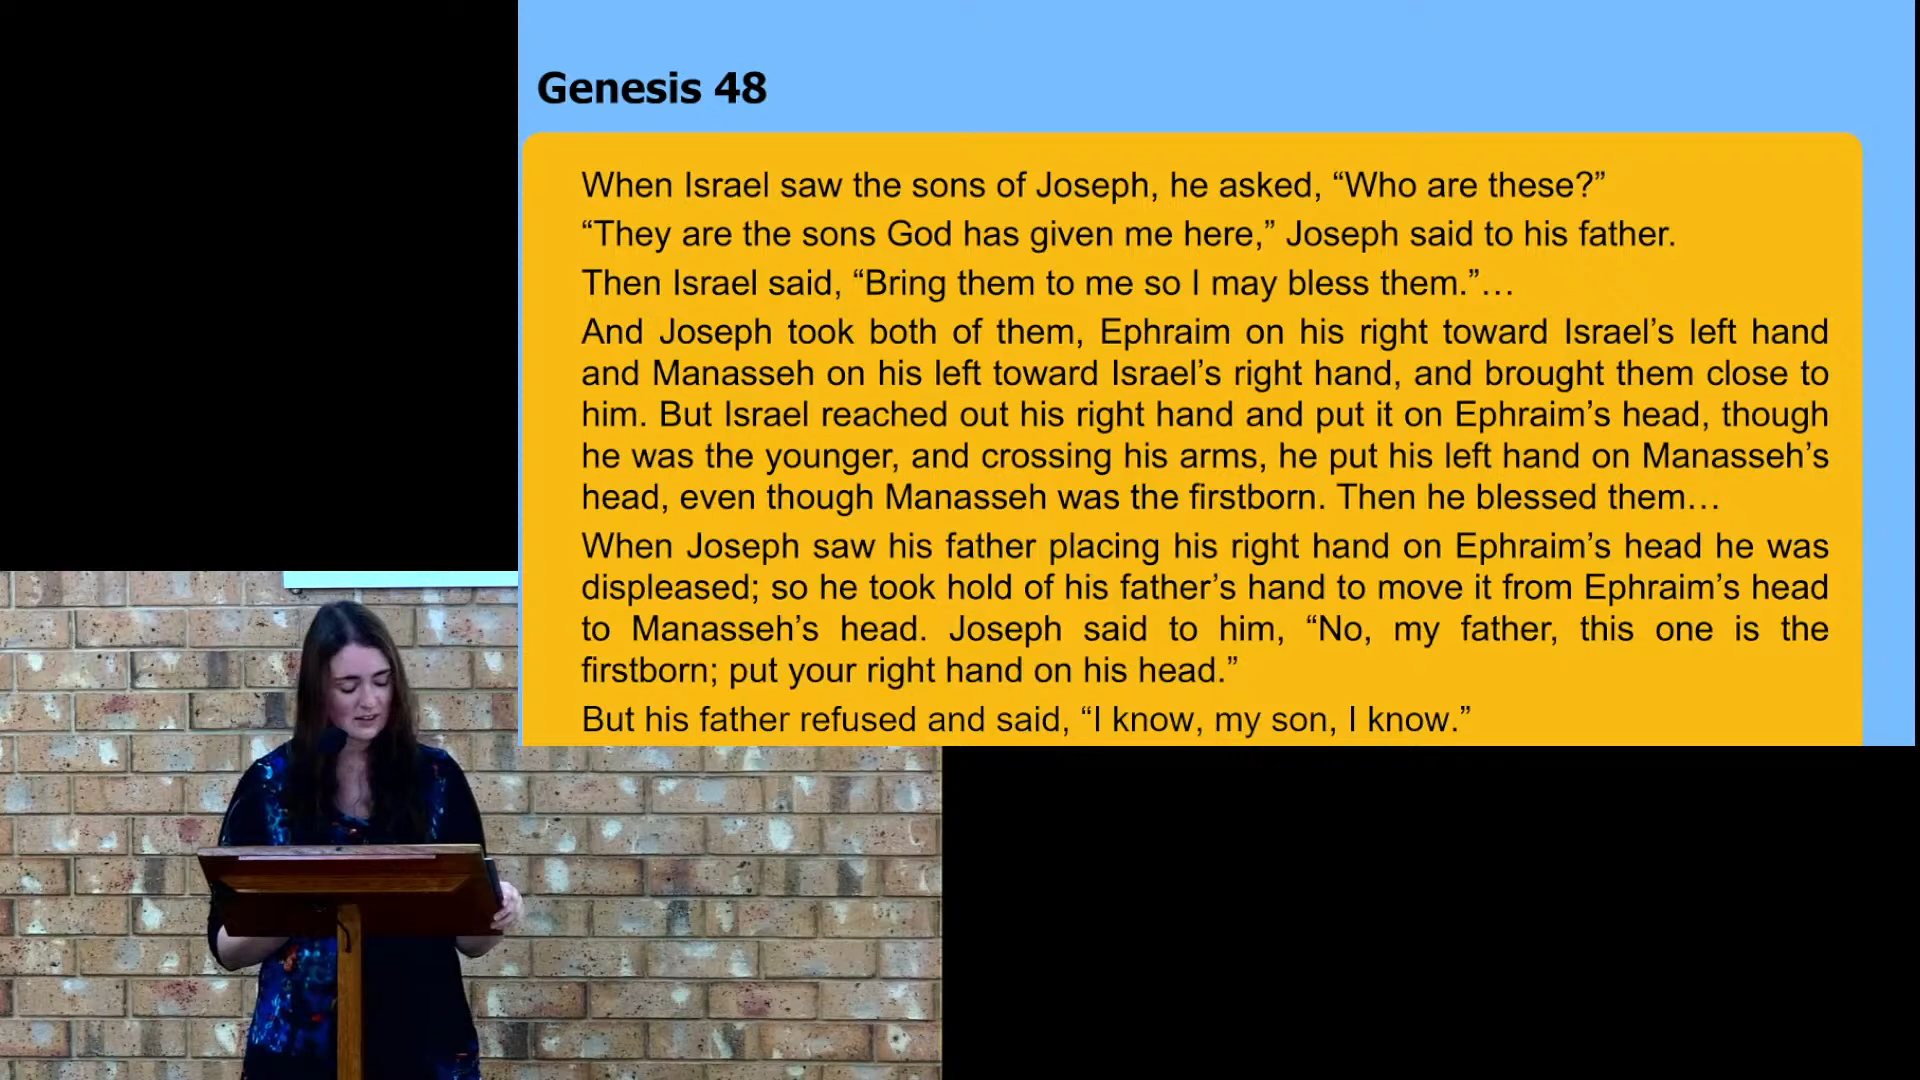 Genesis 48
When Israel saw the sons of Joseph, he asked, “Who are these?”
“They are the sons God has given me here,” Joseph said to his father.
Then Israel said, “Bring them to me so I may bless them.”…
And Joseph took both of them, Ephraim on his right toward Israel’s left hand
and Manasseh on his left toward Israel’s right hand, and brought them close to
him. But Israel reached out his right hand and put it on Ephraim’s head, though
he was the younger, and crossing his arms, he put his left hand on Manasseh’s
head, even though Manasseh was the firstborn. Then he blessed them…
When Joseph saw his father placing his right hand on Ephraim’s head he was
displeased; so he took hold of his father’s hand to move it from Ephraim’s head
to Manasseh’s head. Joseph said to him, “No, my father, this one is the
firstborn; put your right hand on his head.”
But his father refused and said, “I know, my son, I know.”